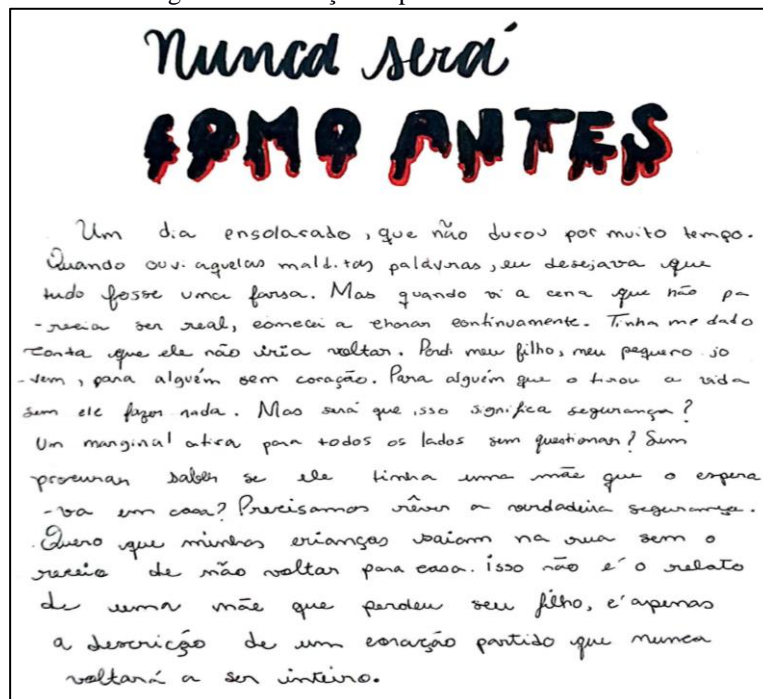 Nunca será
COMO ANTES
Um dia ensolarado, que não durou por muito tempo.
Quando ouvi aquelas malditas palavras, eu desejava que
tudo fosse uma farsa. Mas quando vi a cena que não pa
-recia ser real, comecei a chorar continuamente. Tinha me dado
conta que ele não iria voltar. Perdi meu filho, meu pequeno jo
-vem, para alguém sem coração. Para alguém que o tirou a vida
sem ele fazer nada. Mas será que isso significa segurança?
Um marginal atira para todos os lados sem questionar? Sem
procurar saber se ele tinha uma mãe que o espera
-va em casa? Precisamos rêver a verdadeira segurança.
Quero que minhas crianças saiam na rua sem o
receio de não voltar para casa. isso não é o relato
de uma mãe que perdeu seu filho, é apenas
a descrição de um coração partido que nunca
voltará a ser inteiro.